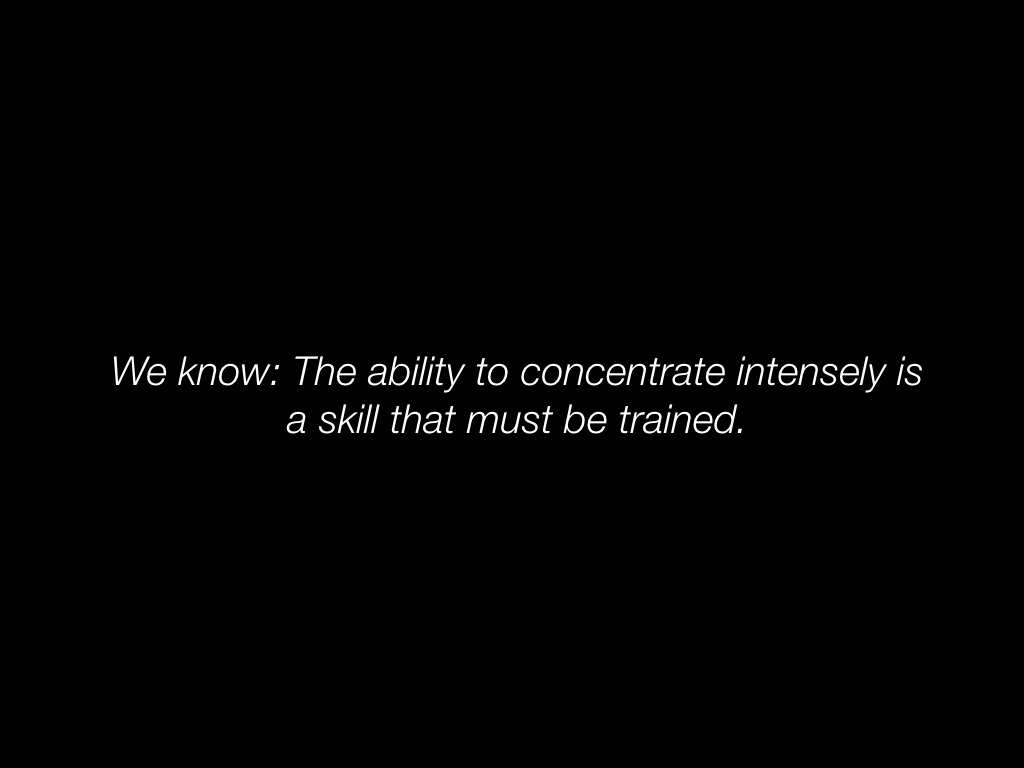 We know: The ability to concentrate intensely is
a skill that must be trained.